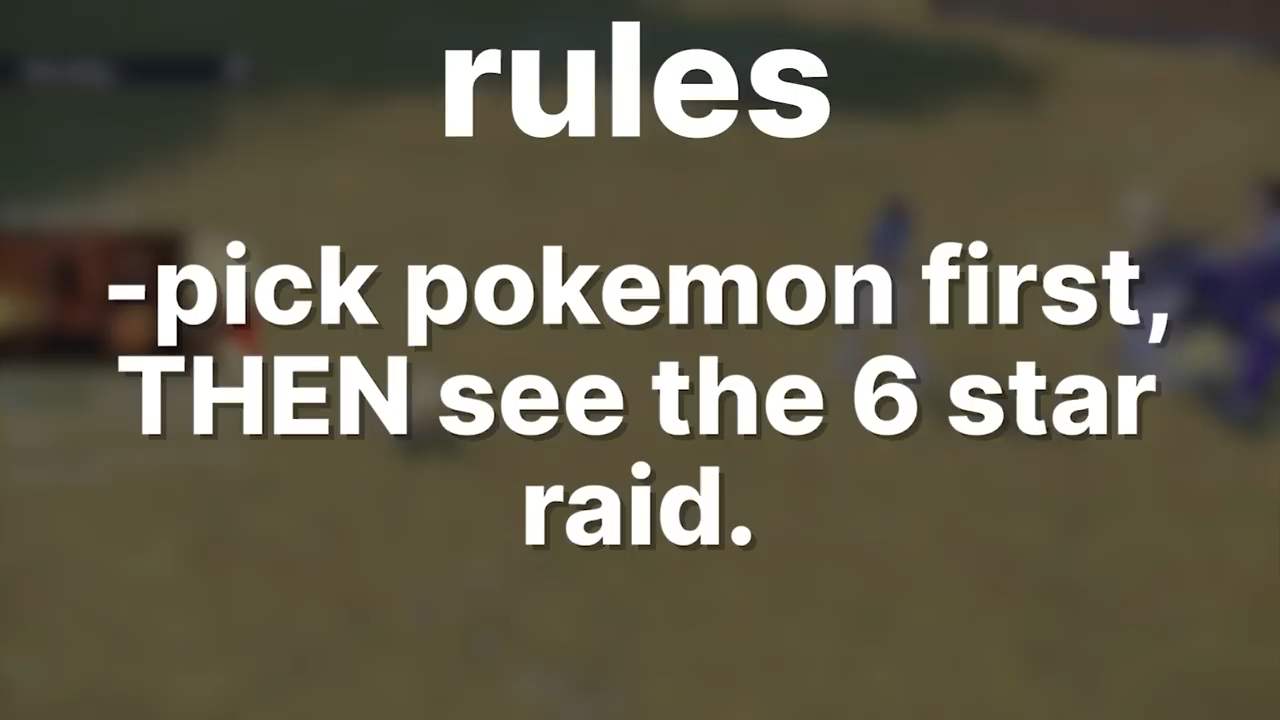 rules
-pick pokemon first,
THEN see the 6 star
raid.